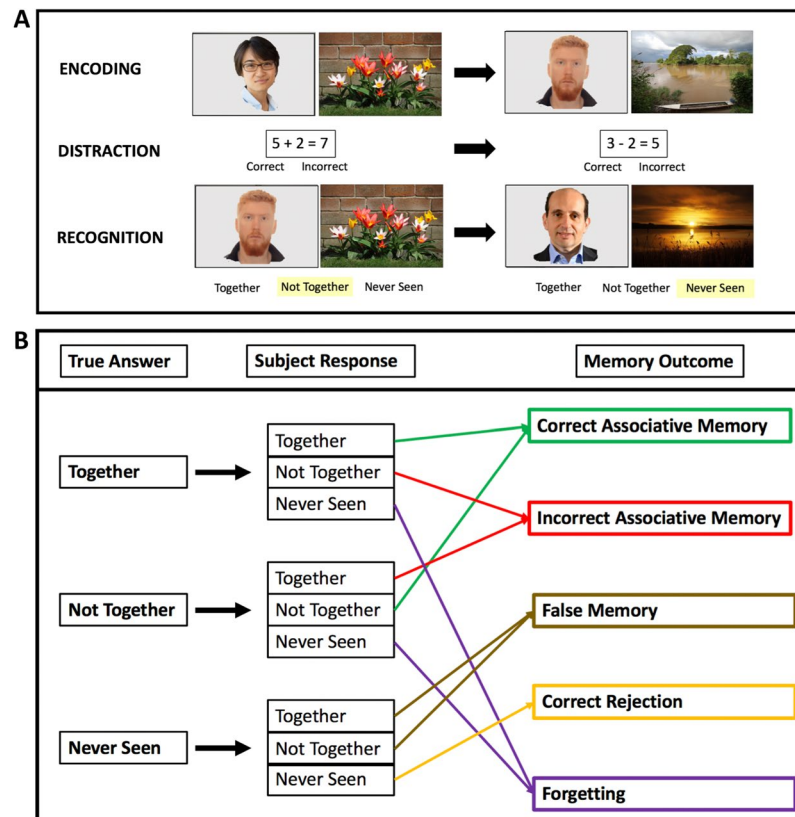 A
ENCODING
DISTRACTION
5 + 2 = 7
3 - 2 = 5
Correct Incorrect
Correct Incorrect
RECOGNITION
Together Not Together Never Seen
Together Not Together Never Seen
B
True Answer
Subject Response
Memory Outcome
Together
Together
Not Together
Never Seen
Not Together
Together
Not Together
Never Seen
Never Seen
Together
Not Together
Never Seen
Correct Associative Memory
Incorrect Associative Memory
False Memory
Correct Rejection
Forgetting